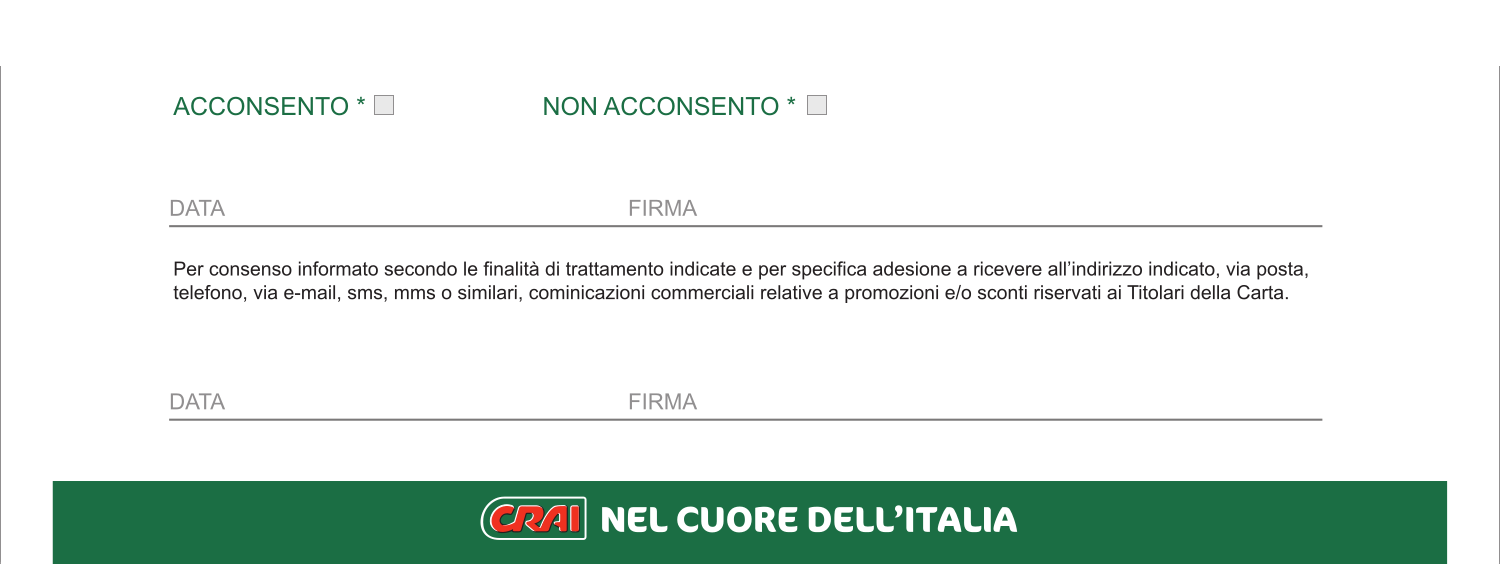 ACCONSENTO * NON ACCONSENTO *
DATA FIRMA
Per consenso informato secondo le finalità di trattamento indicate e per specifica adesione a ricevere all’indirizzo indicato, via posta,
telefono, via e-mail, sms, mms o similari, cominicazioni commerciali relative a promozioni e/o sconti riservati ai Titolari della Carta.
DATA FIRMA
CRAI NEL CUORE DELL’ITALIA